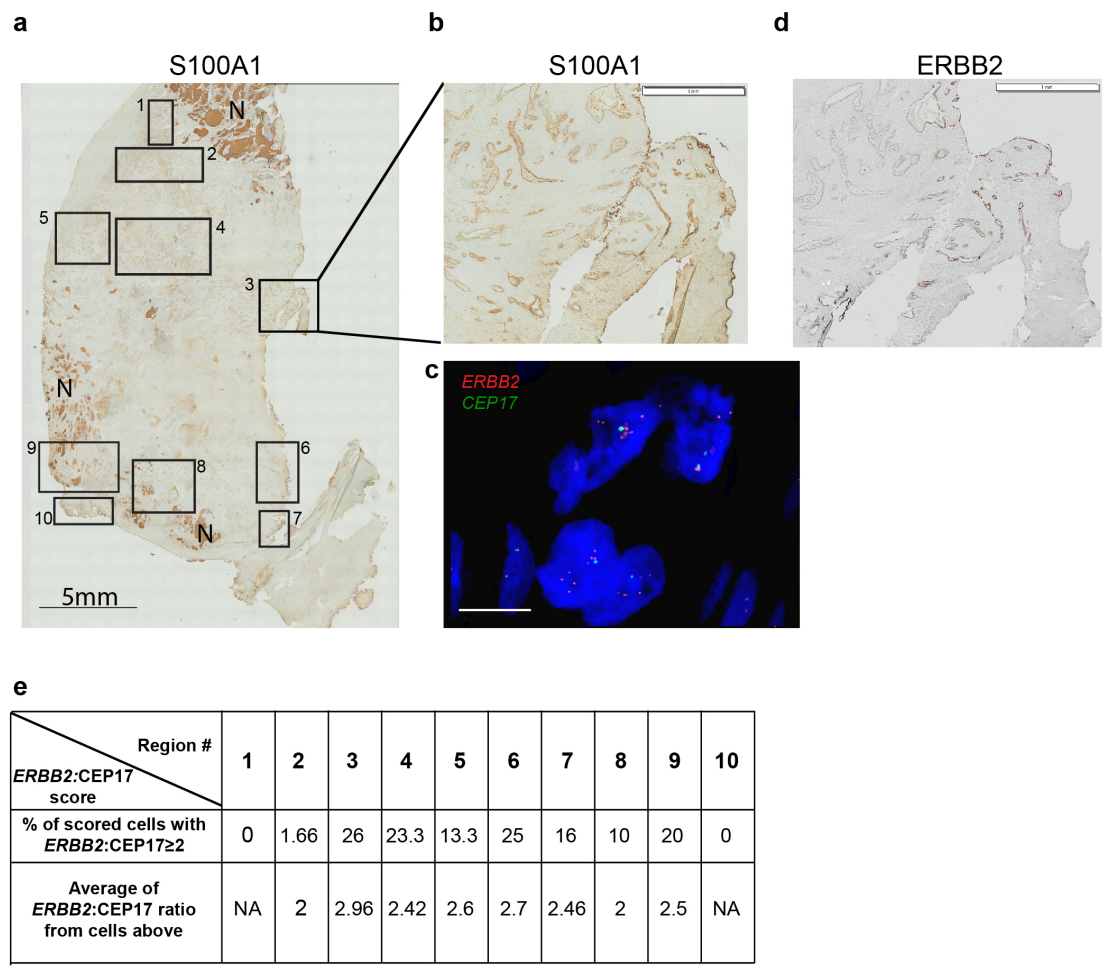 a
b
d
S100A1
S100A1
ERBB2
1
N
2
5
4
3
N
9
8
6
10
N
7
5mm
1 mm
c
ERBB2
CEP17
e
Region #
ERBB2:CEP17
score
1 2 3 4 5 6 7 8 9 10
% of scored cells with
ERBB2:CEP17≥2
0 1.66 26 23.3 13.3 25 16 10 20 0
Average of
ERBB2:CEP17 ratio
from cells above
NA 2 2.96 2.42 2.6 2.7 2.46 2 2.5 NA